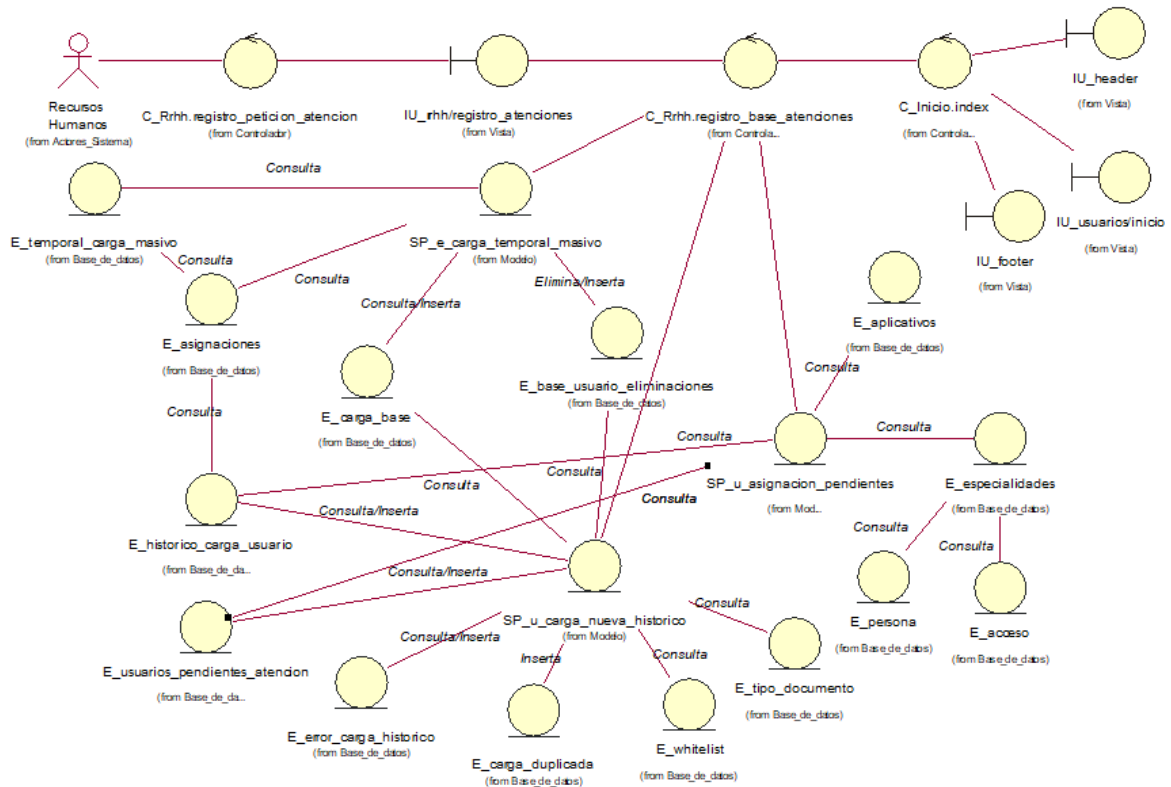 Recursos
Humanos
(from Actores_Sistema)
C_Rrhh.registro_peticion_atencion
(from Controlador)
IU_rrhh/registro_atenciones
(from Vista)
C_Rrhh.registro_base_atenciones
(from Controla...
C_Inicio.index
(from Controla...
IU_header
(from Vista)
IU_usuarios/inicio
(from Vista)
IU_footer
(from Vista)
Consulta
E_temporal_carga_masivo
(from Base_de_datos)
SP_e_carga_temporal_masivo
(from Modelo)
Consulta
Consulta
Consulta/Inserta
Elimina/Inserta
E_asignaciones
(from Base_de_datos)
E_aplicativos
(from Base_de_datos)
Consulta
E_carga_base
(from Base_de_datos)
E_base_usuario_eliminaciones
(from Base_de_datos)
Consulta
Consulta
Consulta
SP_u_asignacion_pendientes
(from Mod...
E_especialidades
(from Base_de_datos)
Consulta
Consulta
Consulta
Consulta/Inserta
E_historico_carga_usuario
(from Base_de_da...
Consulta
Consulta
E_persona
(from Base_de_datos)
E_acceso
(from Base_de_datos)
Consulta/Inserta
SP_u_carga_nueva_historico
(from Modelo)
Consulta
E_usuarios_pendientes_atencion
(from Base_de_da...
Consulta/Inserta
Inserta
Consulta
E_tipo_documento
(from Base_de_datos)
E_error_carga_historico
(from Base_de_datos)
E_carga_duplicada
(from Base_de_datos)
E_whitelist
(from Base_de_datos)